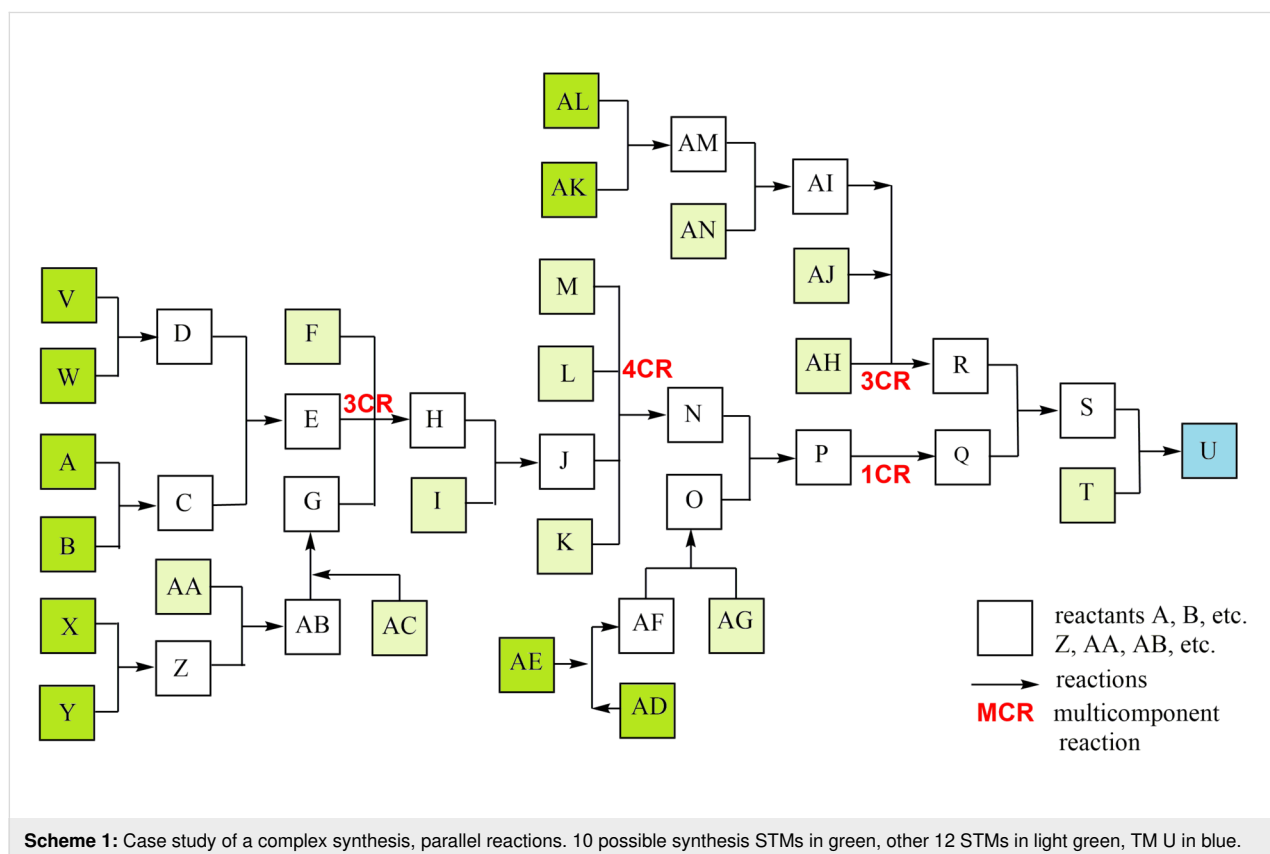 AL
AM
AK
AI
AN
V
M
AJ
D
F
L
4CR
AH
R
W
3CR
3CR
S
E
H
N
A
J
P
Q
U
1CR
C
G
I
O
T
B
K
AA
X
AB
AC
AF
AG
reactants A, B, etc.
Z, AA, AB, etc.
Z
AE
reactions
Y
AD
MCR multicomponent
reaction
Scheme 1: Case study of a complex synthesis, parallel reactions. 10 possible synthesis STMs in green, other 12 STMs in light green, TM U in blue.